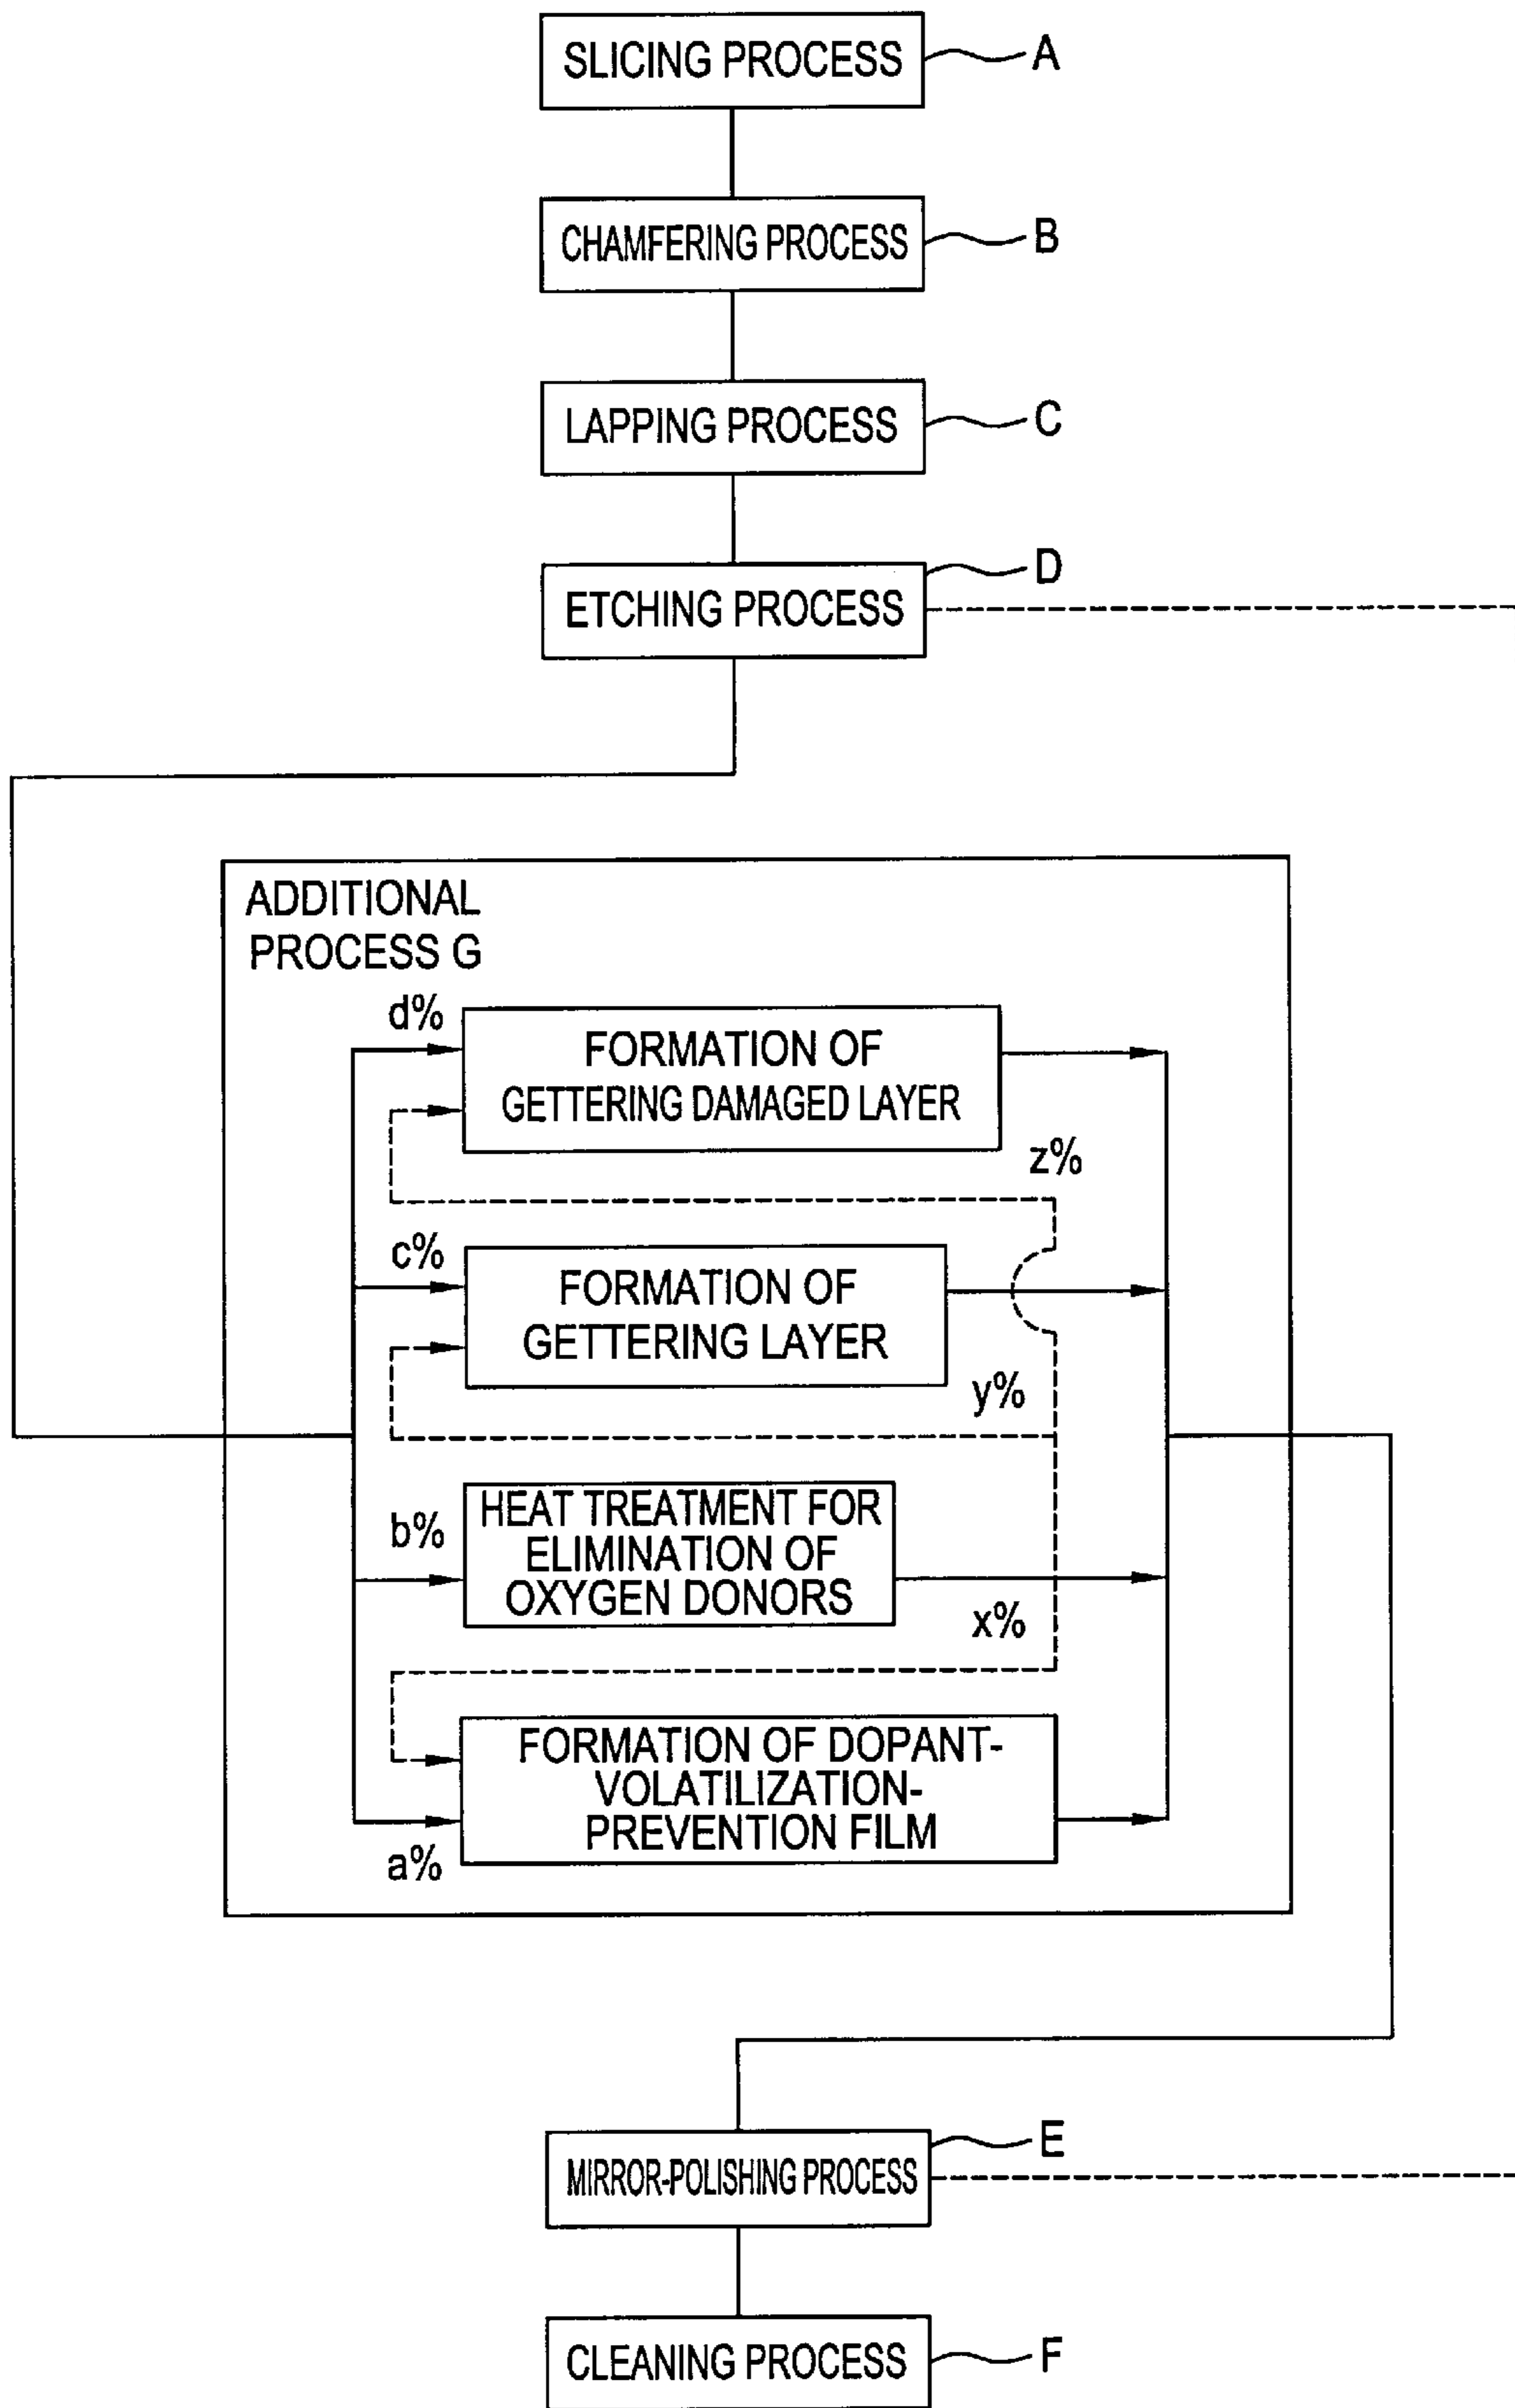 SLICING PROCESS
A
CHAMFERING PROCESS
B
LAPPING PROCESS
C
ETCHING PROCESS
D
ADDITIONAL
PROCESS G
d%
FORMATION OF
GETTERING DAMAGED LAYER
z%
c%
FORMATION OF
GETTERING LAYER
y%
b%
HEAT TREATMENT FOR
ELIMINATION OF
OXYGEN DONORS
x%
FORMATION OF DOPANT-
VOLATILIZATION-
PREVENTION FILM
a%
MIRROR-POLISHING PROCESS
E
CLEANING PROCESS
F